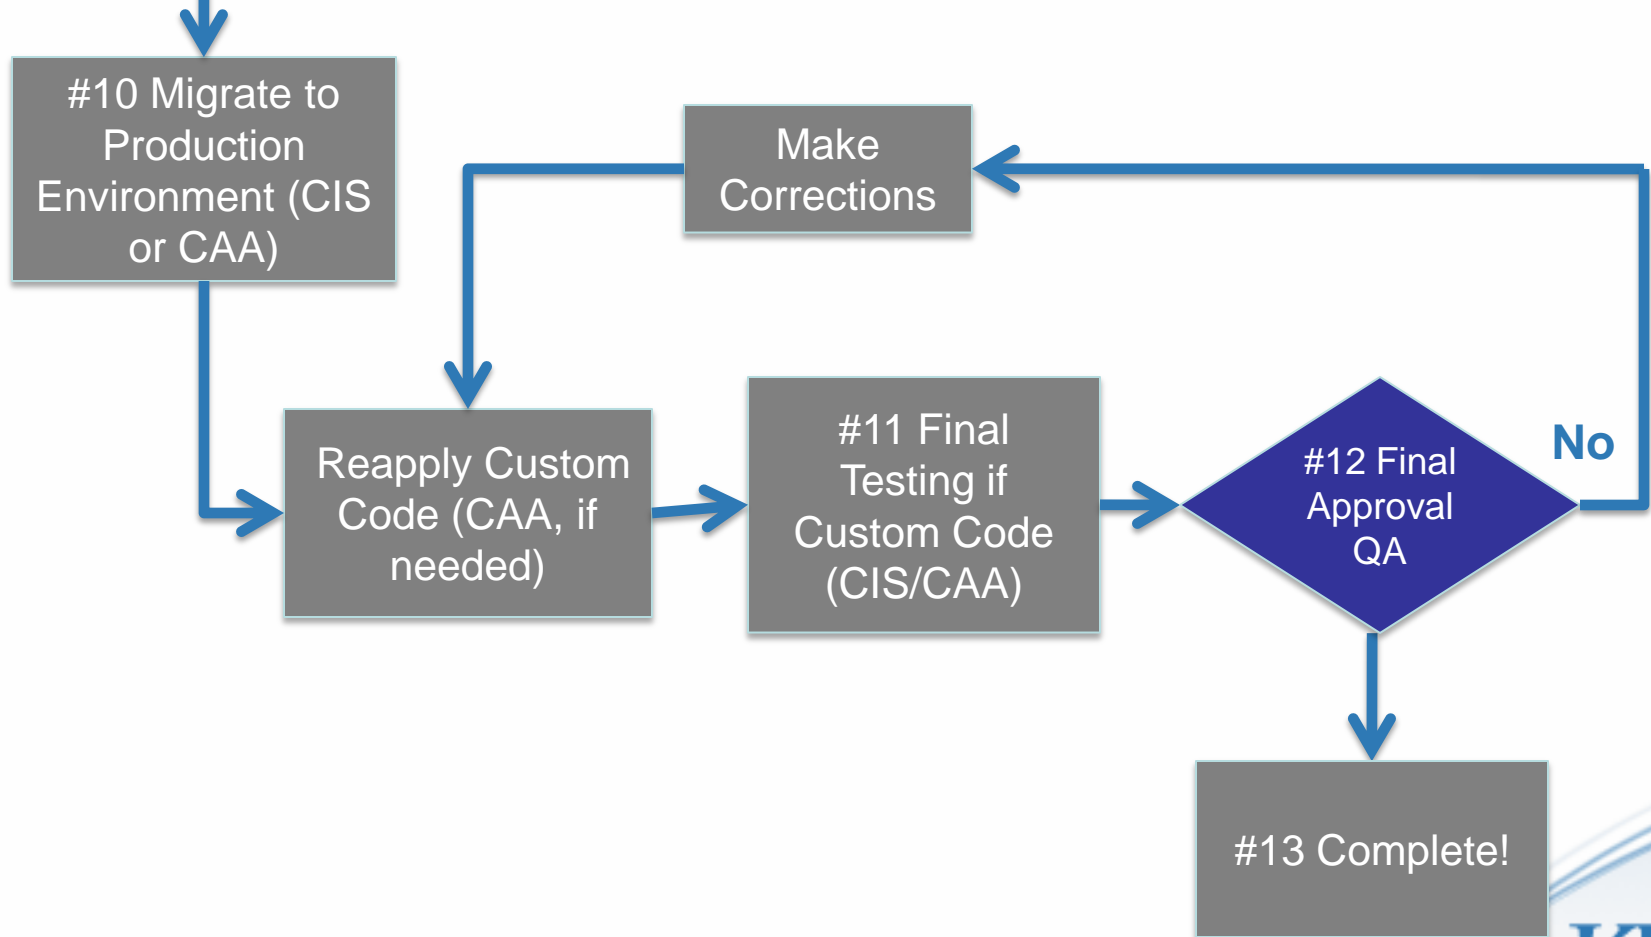 #10 Migrate to
Production
Environment (CIS
or CAA)
Make
Corrections
Reapply Custom
Code (CAA, if
needed)
#11 Final
Testing if
Custom Code
(CIS/CAA)
#12 Final
Approval
QA
No
#13 Complete!